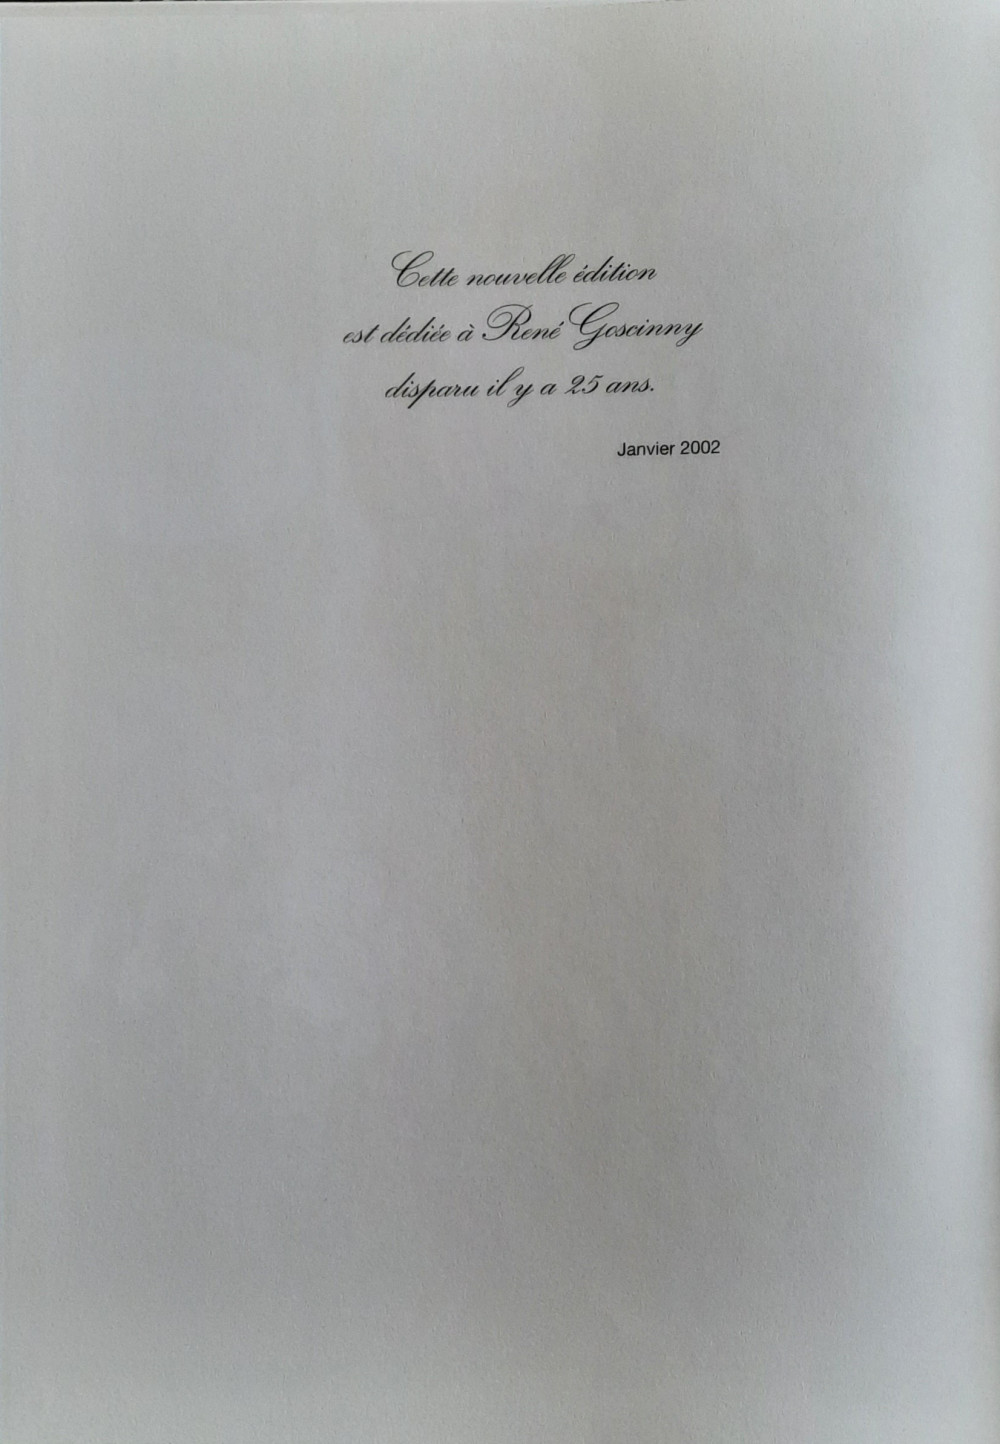 Cette nouvelle édition
est dédiée à René Goscinny
disparu il y a 25 ans.
Janvier 2002